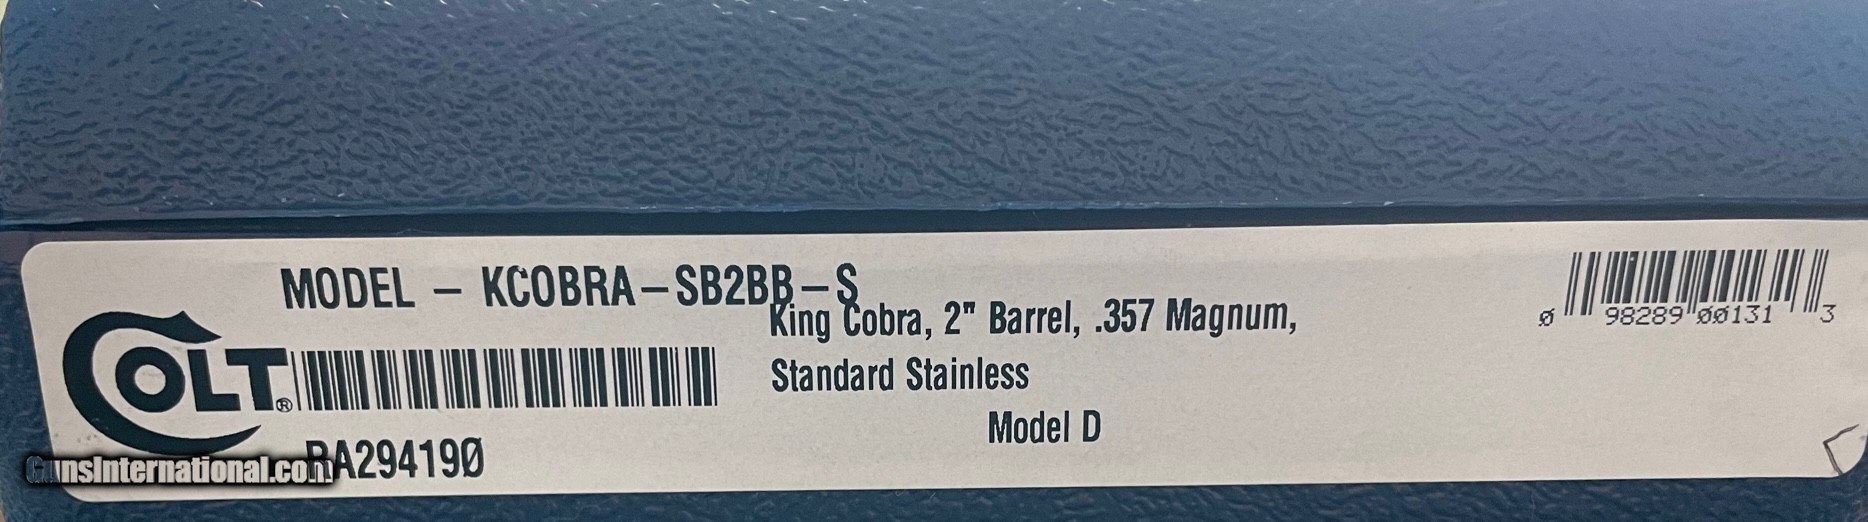 MODEL – KCOBRA–SB2BB–S
King Cobra, 2" Barrel, .357 Magnum,
Standard Stainless
Model D
COLT®
RA294190
0 98289 00131 3
GunsInternational.com